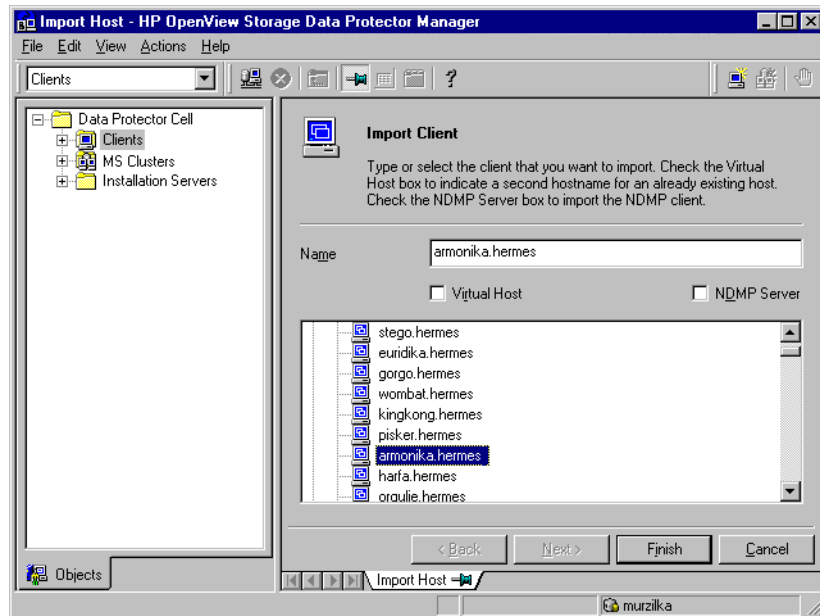 Import Host - HP OpenView Storage Data Protector Manager
File Edit View Actions Help
Clients
Data Protector Cell
Clients
MS Clusters
Installation Servers
Objects
Import Client
Type or select the client that you want to import. Check the Virtual
Host box to indicate a second hostname for an already existing host.
Check the NDMP Server box to import the NDMP client.
Name armonika.hermes
Virtual Host NDMP Server
stego.hermes
euridika.hermes
gorgo.hermes
wombat.hermes
kingkong.hermes
pisker.hermes
armonika.hermes
harfa.hermes
orgulje.hermes
< Back Next > Finish Cancel
Import Host
murzilka